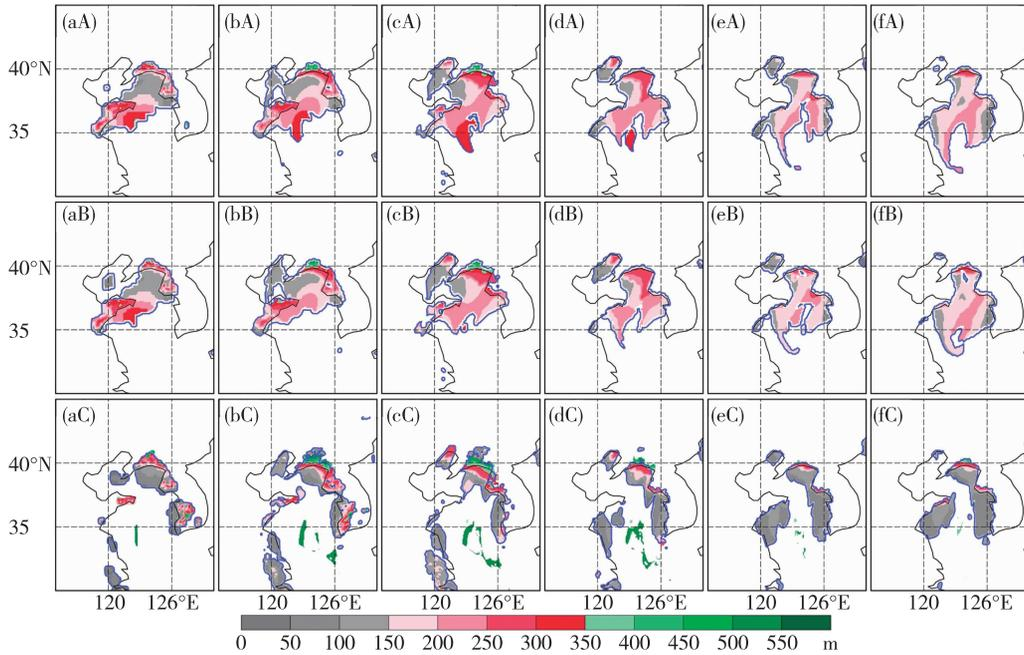 (aA) (bA) (cA) (dA) (eA) (fA)
40°N
35
(aB) (bB) (cB) (dB) (eB) (fB)
40°N
35
(aC) (bC) (cC) (dC) (eC) (fC)
40°N
35
120 126°E 120 126°E 120 126°E 120 126°E 120 126°E 120 126°E
0 50 100 150 200 250 300 350 400 450 500 550 m